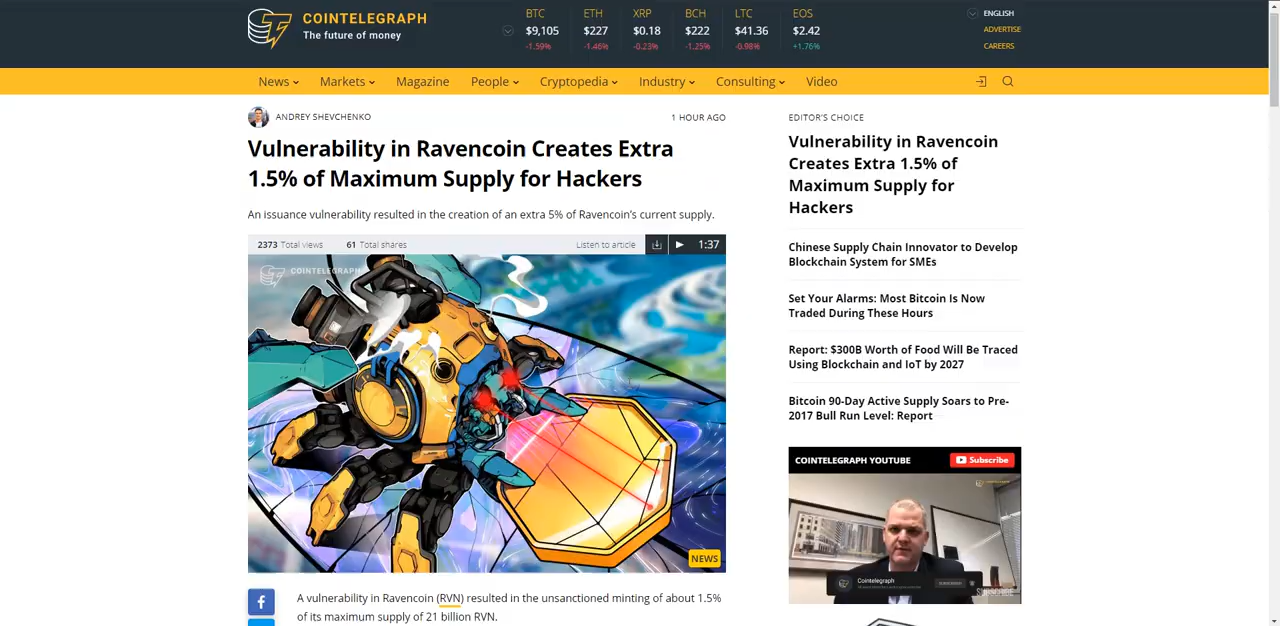 COINTELEGRAPH
The future of money
BTC
$9,105
-1.59%
ETH
$227
-1.46%
XRP
$0.18
-0.23%
BCH
$222
-1.25%
LTC
$41.36
-0.98%
EOS
$2.42
+1.76%
ENGLISH
ADVERTISE
CAREERS
News
Markets
Magazine
People
Cryptopedia
Industry
Consulting
Video
ANDREY SHEVCHENKO
1 HOUR AGO
Vulnerability in Ravencoin Creates Extra
1.5% of Maximum Supply for Hackers
An issuance vulnerability resulted in the creation of an extra 5% of Ravencoin’s current supply.
2373 Total views
61 Total shares
Listen to article
1:37
COINTELEGRAPH
NEWS
A vulnerability in Ravencoin (RVN) resulted in the unsanctioned minting of about 1.5%
of its maximum supply of 21 billion RVN.
EDITOR'S CHOICE
Vulnerability in Ravencoin
Creates Extra 1.5% of
Maximum Supply for
Hackers
Chinese Supply Chain Innovator to Develop
Blockchain System for SMEs
Set Your Alarms: Most Bitcoin Is Now
Traded During These Hours
Report: $300B Worth of Food Will Be Traced
Using Blockchain and IoT by 2027
Bitcoin 90-Day Active Supply Soars to Pre-
2017 Bull Run Level: Report
COINTELEGRAPH YOUTUBE
Subscribe
Cointelegraph
SUBSCRIBE